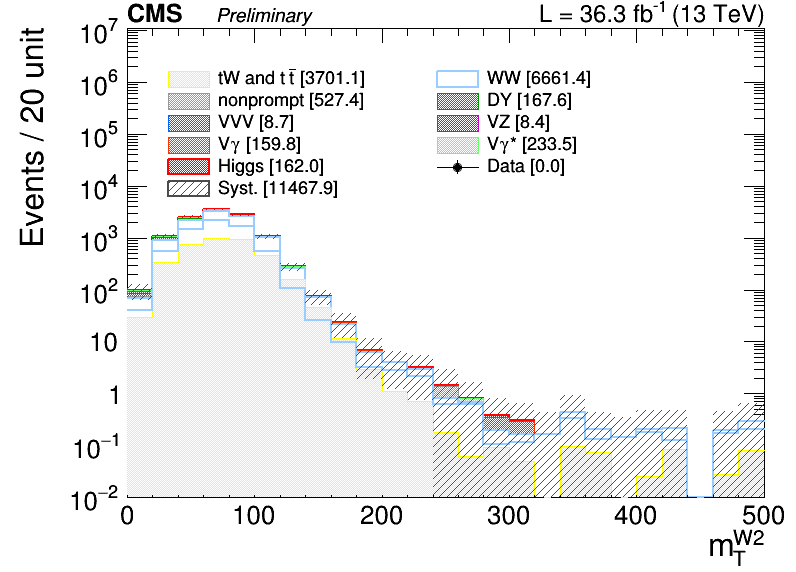 CMS Preliminary L = 36.3 fb⁻¹ (13 TeV)
Events / 20 unit
10⁷
10⁶
10⁵
10⁴
10³
10²
10
1
10⁻¹
10⁻²
tW and t t̄ [3701.1]
nonprompt [527.4]
VVV [8.7]
Vγ [159.8]
Higgs [162.0]
Syst. [11467.9]
WW [6661.4]
DY [167.6]
VZ [8.4]
Vγ* [233.5]
Data [0.0]
0 100 200 300 400 500
m_T^W2